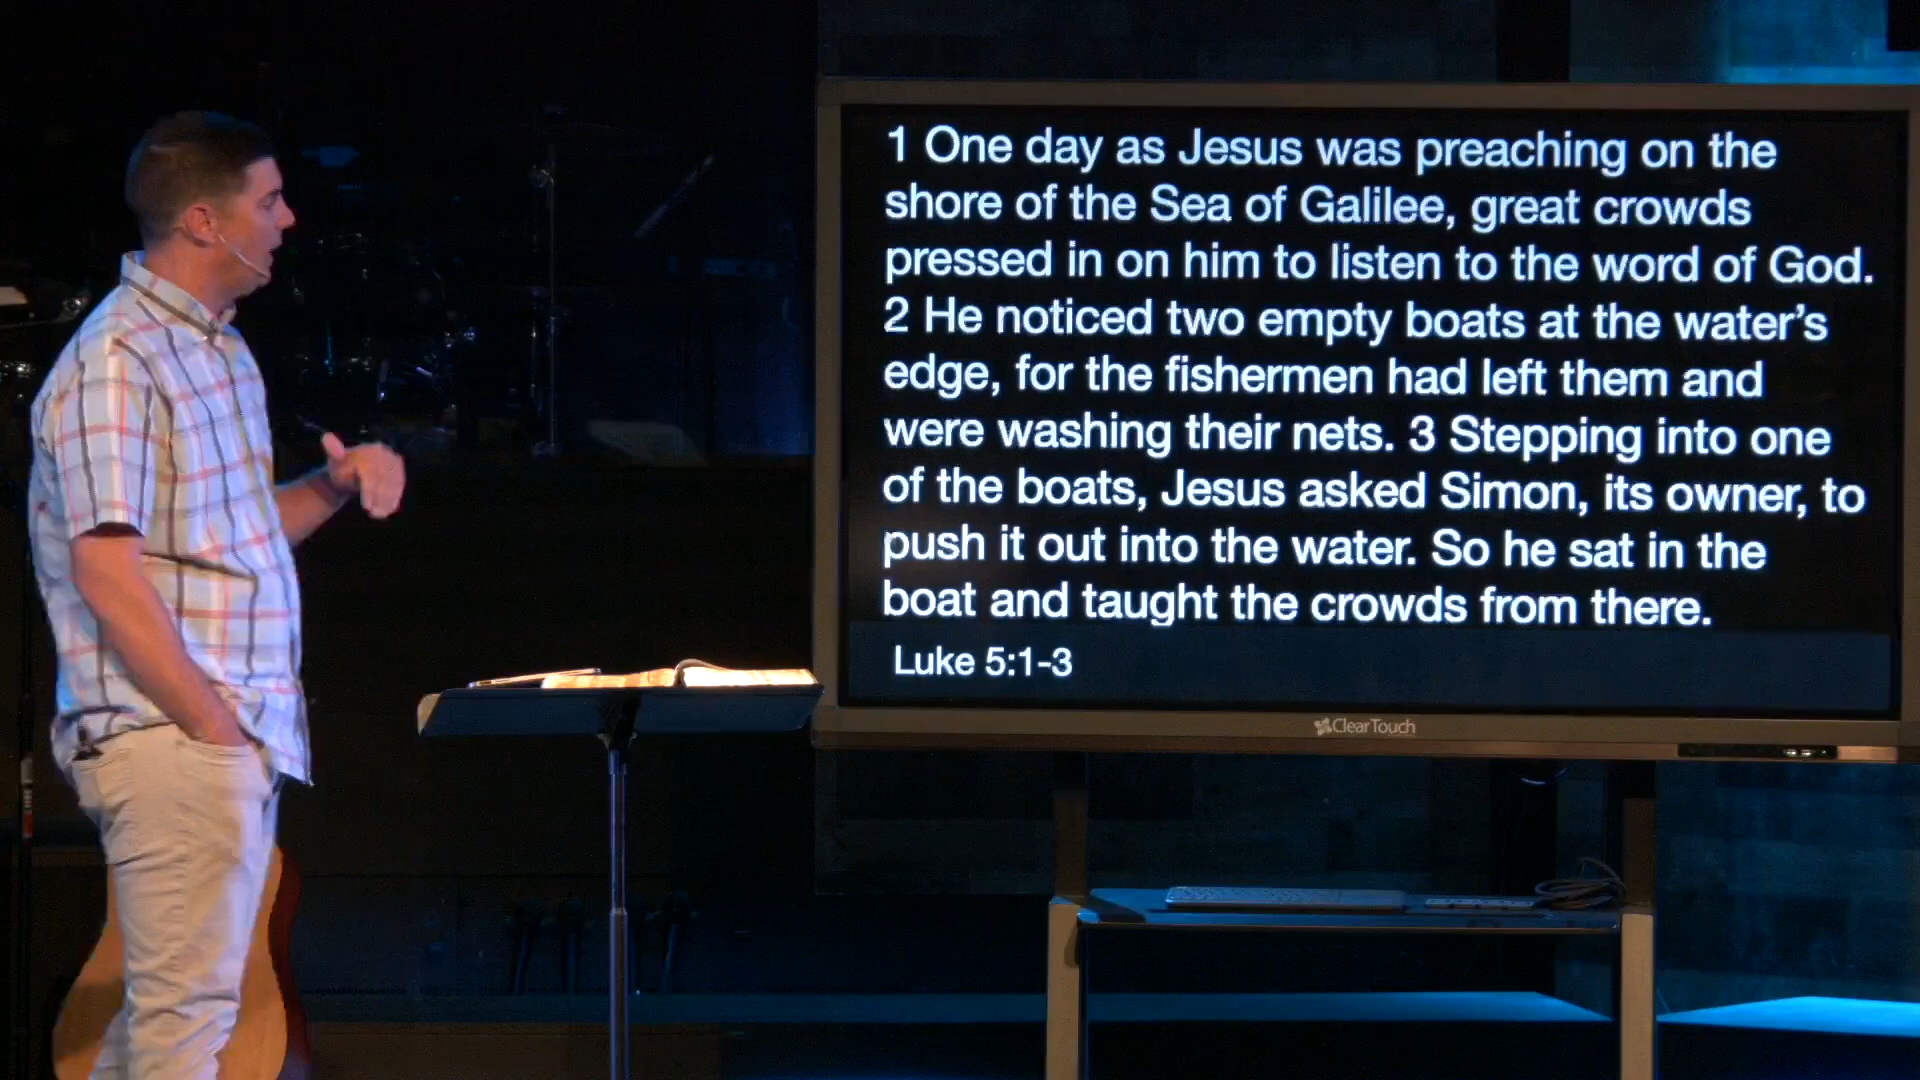 1 One day as Jesus was preaching on the
shore of the Sea of Galilee, great crowds
pressed in on him to listen to the word of God.
2 He noticed two empty boats at the water’s
edge, for the fishermen had left them and
were washing their nets. 3 Stepping into one
of the boats, Jesus asked Simon, its owner, to
push it out into the water. So he sat in the
boat and taught the crowds from there.
Luke 5:1-3
ClearTouch